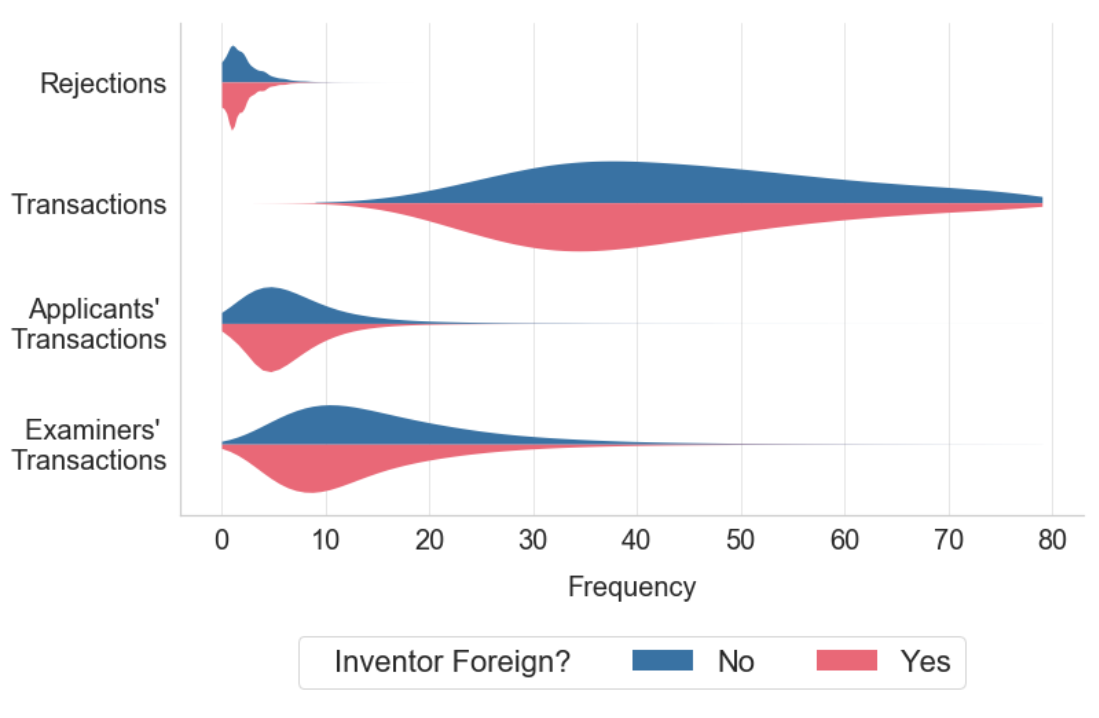 Rejections
Transactions
Applicants'
Transactions
Examiners'
Transactions
0 10 20 30 40 50 60 70 80
Frequency
Inventor Foreign? No Yes